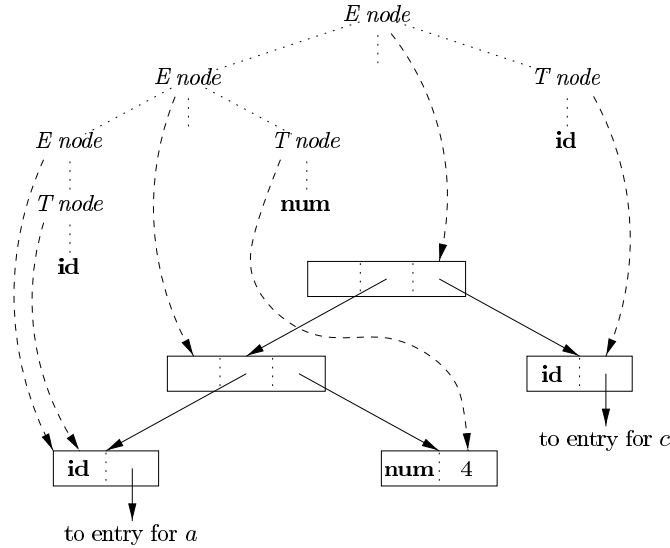 E node
E node T node
E node T node id
T node num
id
id
to entry for c
id num 4
to entry for a